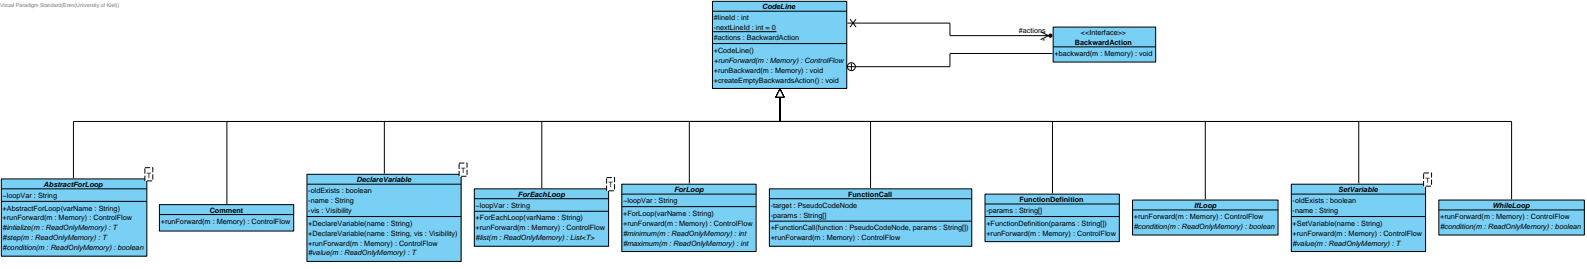 Visual Paradigm Standard(Eren(University of Kiel))
CodeLine
#lineId : int
-nextLineId : int = 0
#actions : BackwardAction
+CodeLine()
+runForward(m : Memory) : ControlFlow
+runBackward(m : Memory) : void
+createEmptyBackwardsAction() : void
#actions
<<Interface>>
BackwardAction
+backward(m : Memory) : void
AbstractForLoop
T
~loopVar : String
+AbstractForLoop(varName : String)
+runForward(m : Memory) : ControlFlow
#intialize(m : ReadOnlyMemory) : T
#step(m : ReadOnlyMemory) : T
#condition(m : ReadOnlyMemory) : boolean
Comment
+runForward(m : Memory) : ControlFlow
DeclareVariable
T
-oldExists : boolean
-name : String
-vis : Visibility
+DeclareVariable(name : String)
+DeclareVariable(name : String, vis : Visibility)
+runForward(m : Memory) : ControlFlow
#value(m : ReadOnlyMemory) : T
ForEachLoop
T
~loopVar : String
+ForEachLoop(varName : String)
+runForward(m : Memory) : ControlFlow
#list(m : ReadOnlyMemory) : List<T>
ForLoop
~loopVar : String
+ForLoop(varName : String)
+runForward(m : Memory) : ControlFlow
#minimum(m : ReadOnlyMemory) : int
#maximum(m : ReadOnlyMemory) : int
FunctionCall
-target : PseudoCodeNode
-params : String[]
+FunctionCall(function : PseudoCodeNode, params : String[])
+runForward(m : Memory) : ControlFlow
FunctionDefinition
-params : String[]
+FunctionDefinition(params : String[])
+runForward(m : Memory) : ControlFlow
IfLoop
+runForward(m : Memory) : ControlFlow
#condition(m : ReadOnlyMemory) : boolean
SetVariable
T
-oldExists : boolean
-name : String
+SetVariable(name : String)
+runForward(m : Memory) : ControlFlow
#value(m : ReadOnlyMemory) : T
WhileLoop
+runForward(m : Memory) : ControlFlow
#condition(m : ReadOnlyMemory) : boolean